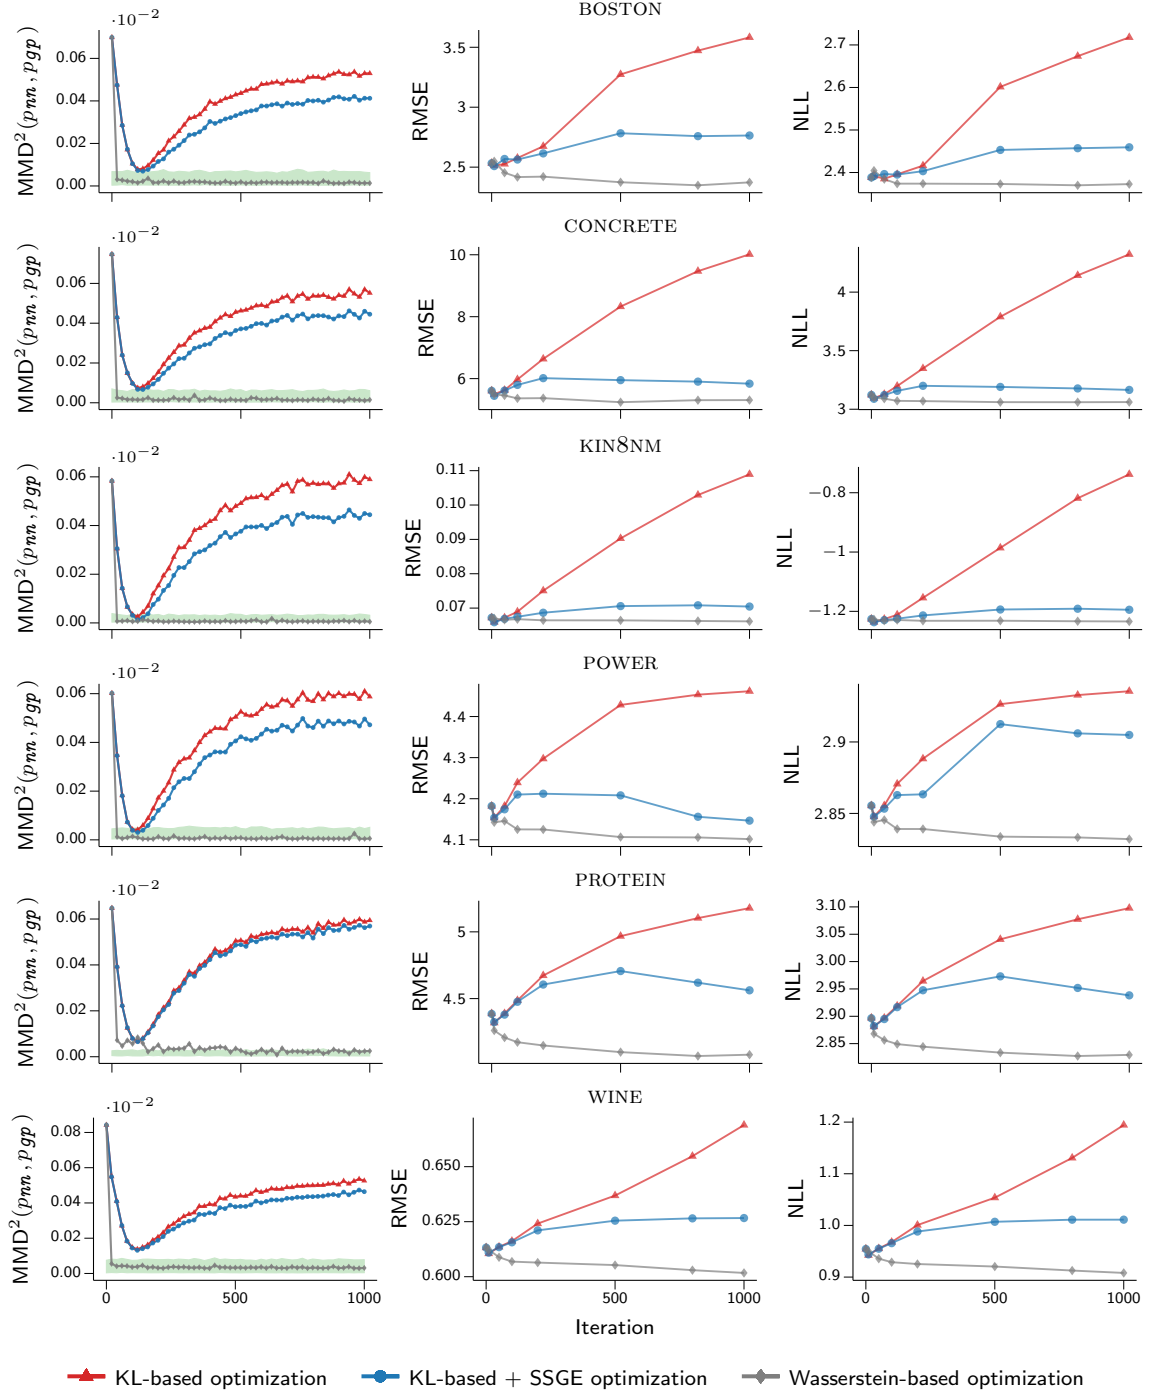 BOSTON
·10⁻²
MMD²(pnn, pgp)
0.06
0.04
0.02
0.00
RMSE
3.5
3
2.5
NLL
2.7
2.6
2.5
2.4
CONCRETE
·10⁻²
MMD²(pnn, pgp)
0.06
0.04
0.02
0.00
RMSE
10
8
6
NLL
4
3.5
3
KIN8NM
·10⁻²
MMD²(pnn, pgp)
0.06
0.04
0.02
0.00
RMSE
0.11
0.10
0.09
0.08
0.07
NLL
−0.8
−1
−1.2
POWER
·10⁻²
MMD²(pnn, pgp)
0.06
0.04
0.02
0.00
RMSE
4.4
4.3
4.2
4.1
NLL
2.9
2.85
PROTEIN
·10⁻²
MMD²(pnn, pgp)
0.06
0.04
0.02
0.00
RMSE
5
4.5
NLL
3.10
3.05
3.00
2.95
2.90
2.85
WINE
·10⁻²
MMD²(pnn, pgp)
0.08
0.06
0.04
0.02
0.00
0 500 1000
RMSE
0.650
0.625
0.600
0 500 1000
NLL
1.2
1.1
1.0
0.9
0 500 1000
Iteration
KL-based optimization KL-based + SSGE optimization Wasserstein-based optimization